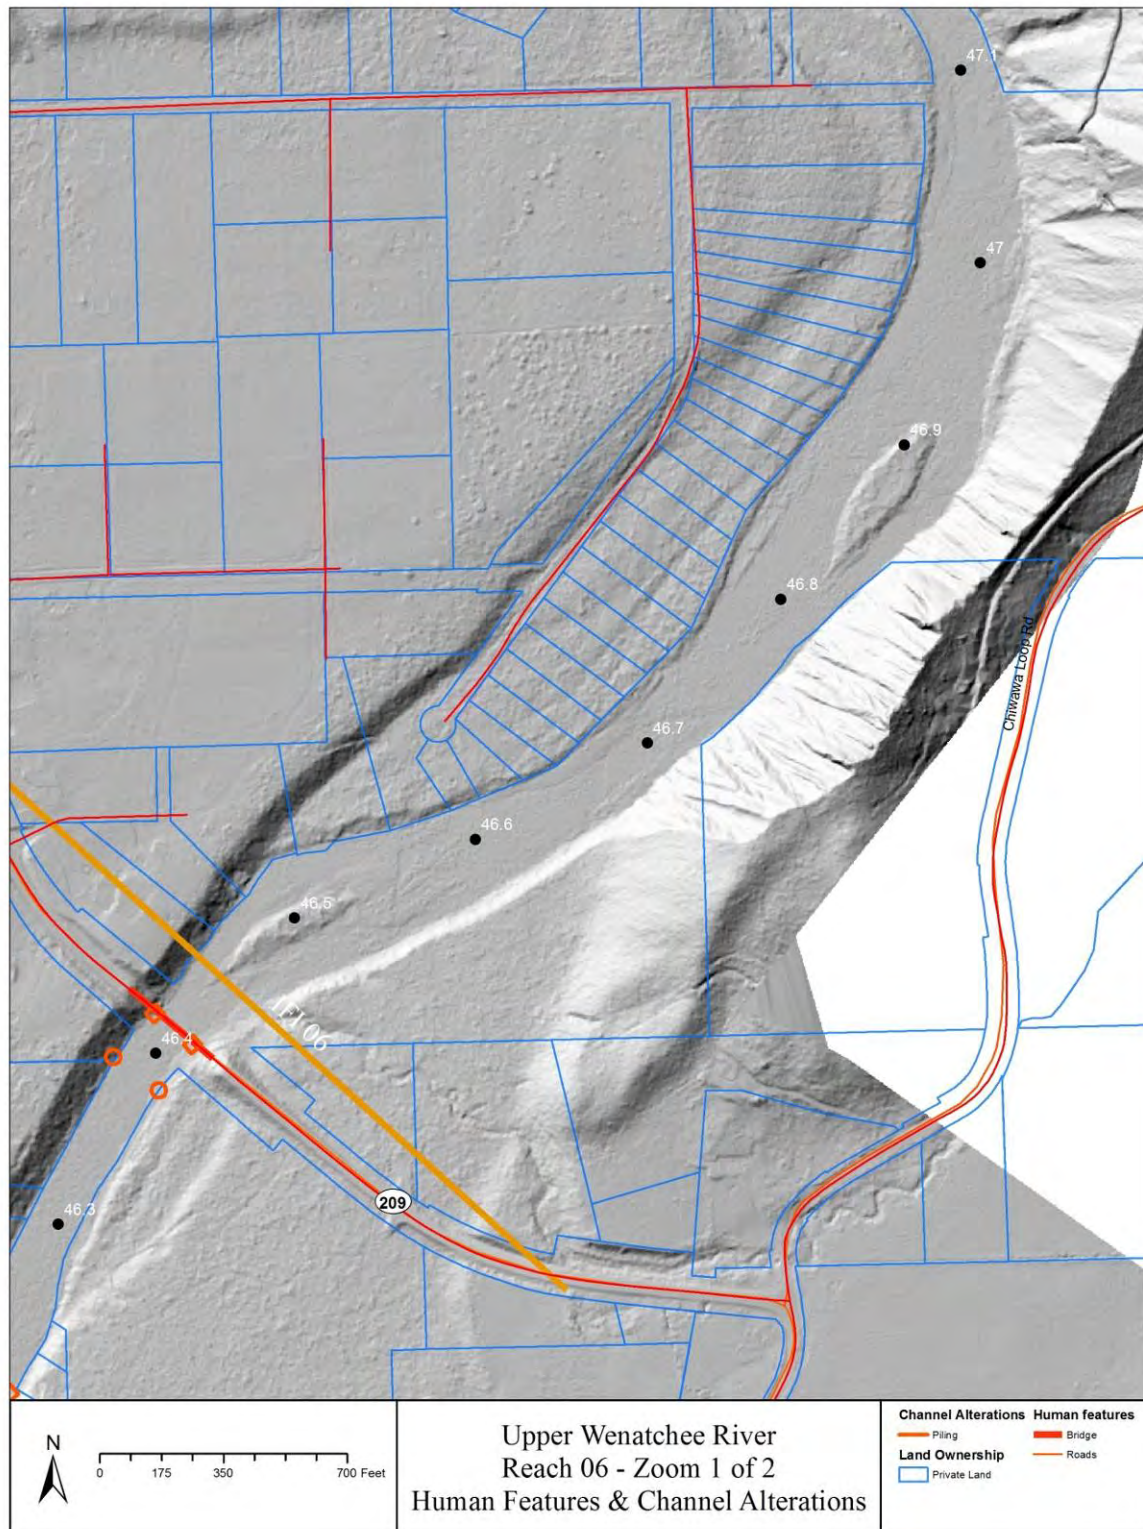 47.1
47
46.9
46.8
Chiwawa Loop Rd
46.7
46.6
46.5
46.4
46.3
209
N
0 175 350 700 Feet
Upper Wenatchee River
Reach 06 - Zoom 1 of 2
Human Features & Channel Alterations
Channel Alterations
Piling
Land Ownership
Private Land
Human features
Bridge
Roads